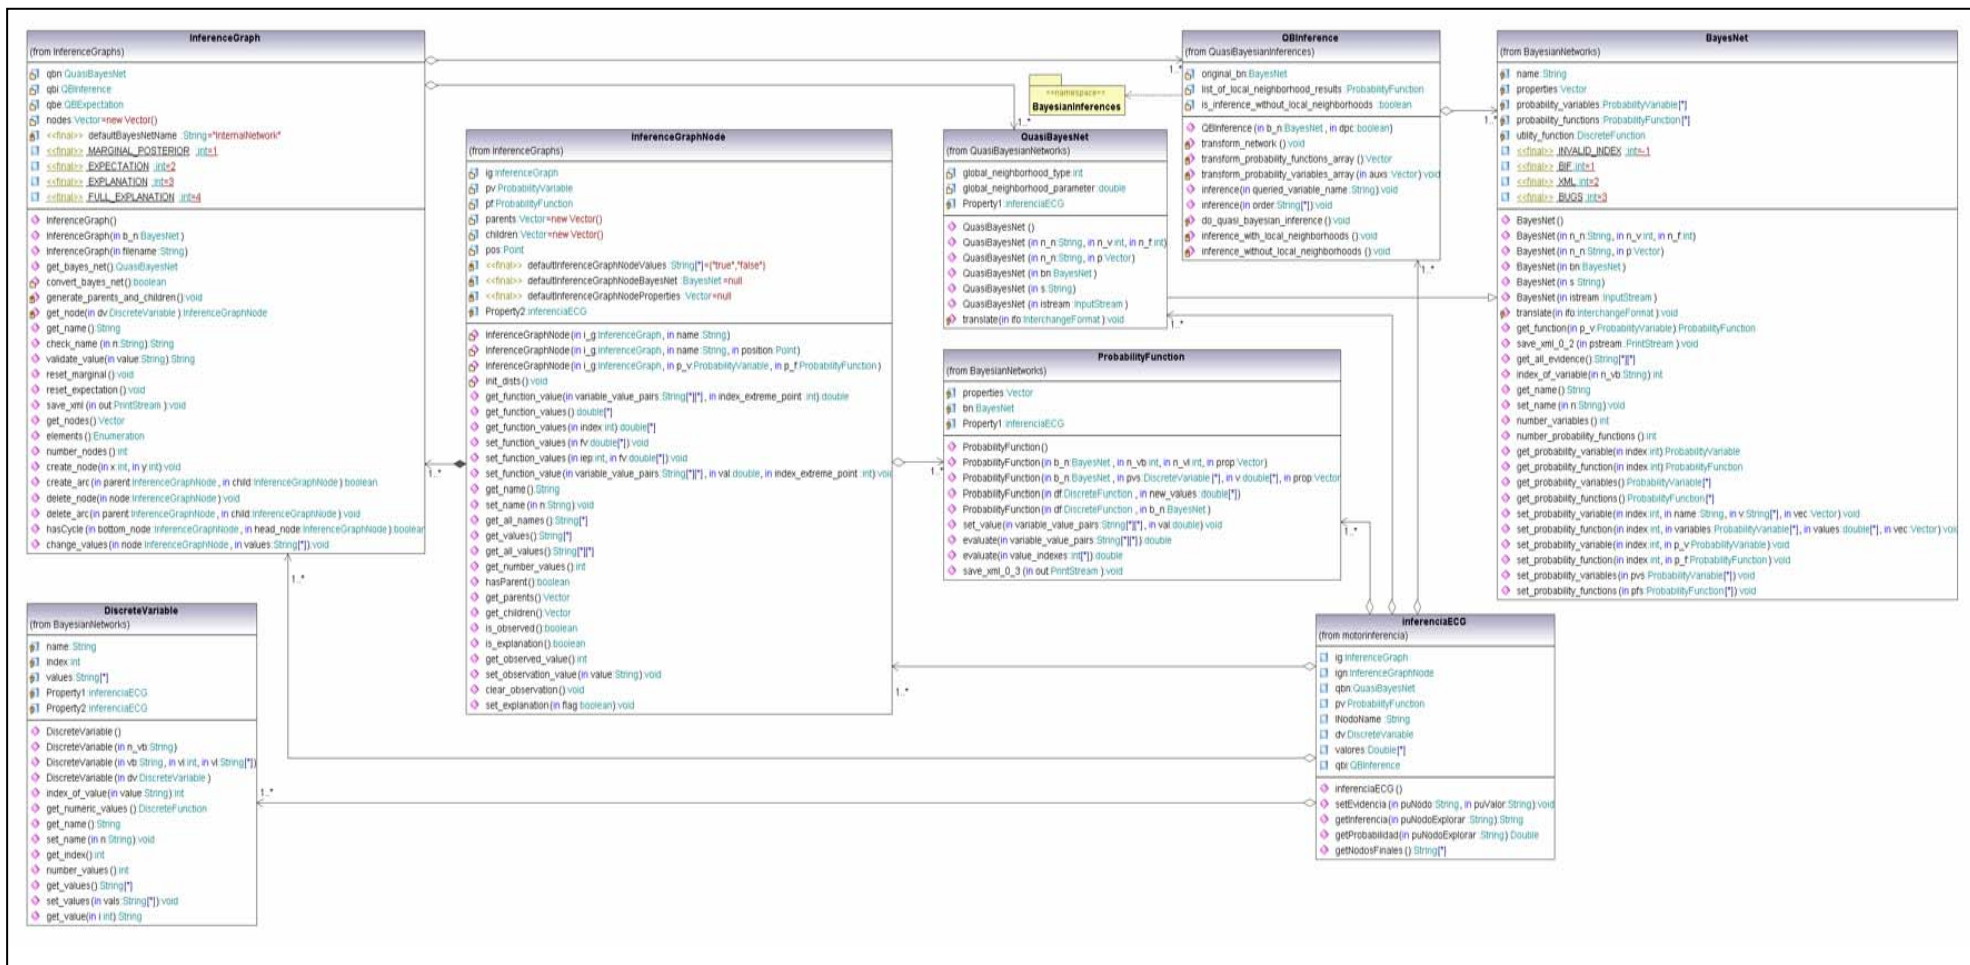 InferenceGraph
(from InferenceGraphs)
qbn:QuasiBayesNet
qbi:QBInference
qbe:QBExpectation
nodes:Vector=new Vector()
<<final>> defaultBayesNetName :String="InternalNetwork"
<<final>> MARGINAL_POSTERIOR :int=1
<<final>> EXPECTATION :int=2
<<final>> EXPLANATION :int=3
<<final>> FULL_EXPLANATION :int=4
InferenceGraph()
InferenceGraph(in b_n:BayesNet)
InferenceGraph(in filename:String)
get_bayes_net():QuasiBayesNet
convert_bayes_net():boolean
generate_parents_and_children():void
get_node(in dv:DiscreteVariable):InferenceGraphNode
get_name():String
check_name (in n:String):String
validate_value(in value:String):String
reset_marginal():void
reset_expectation():void
save_xml (in out:PrintStream):void
get_nodes():Vector
elements():Enumeration
number_nodes():int
create_node(in x:int, in y:int):void
create_arc(in parent:InferenceGraphNode, in child:InferenceGraphNode):boolean
delete_node(in node:InferenceGraphNode):void
delete_arc(in parent:InferenceGraphNode, in child:InferenceGraphNode):void
hasCycle(in bottom_node:InferenceGraphNode, in head_node:InferenceGraphNode):boolear
change_values(in node:InferenceGraphNode, in values:String[*]):void
DiscreteVariable
(from BayesianNetworks)
name:String
index:int
values:String[*]
Property1:inferenciaECG
Property2:inferenciaECG
DiscreteVariable ()
DiscreteVariable (in n_vb:String)
DiscreteVariable (in vb:String, in vi:int, in vl:String[*])
DiscreteVariable (in dv:DiscreteVariable)
index_of_value(in value:String):int
get_numeric_values ():DiscreteFunction
get_name():String
set_name (in n:String):void
get_index():int
number_values():int
get_values():String[*]
set_values (in vals:String[*]):void
get_value(in i:int):String
InferenceGraphNode
(from InferenceGraphs)
ig:InferenceGraph
pv:ProbabilityVariable
pf:ProbabilityFunction
parents:Vector=new Vector()
children:Vector=new Vector()
pos:Point
<<final>> defaultInferenceGraphNodeValues :String[*]={"true","false"}
<<final>> defaultInferenceGraphNodeBayesNet :BayesNet=null
<<final>> defaultInferenceGraphNodeProperties :Vector=null
Property2:inferenciaECG
InferenceGraphNode(in i_g:InferenceGraph, in name:String)
InferenceGraphNode(in i_g:InferenceGraph, in name:String, in position:Point)
InferenceGraphNode(in i_g:InferenceGraph, in p_v:ProbabilityVariable, in p_f:ProbabilityFunction)
init_dists():void
get_function_value(in variable_value_pairs:String[*][*], in index_extreme_point:int):double
get_function_values():double[*]
get_function_values(in index:int):double[*]
set_function_values(in fv:double[*]):void
set_function_values (in iep:int, in fv:double[*]):void
set_function_value(in variable_value_pairs:String[*][*], in val:double, in index_extreme_point:int):voi
get_name():String
set_name (in n:String):void
get_all_names():String[*]
get_values():String[*]
get_all_values():String[*][*]
get_number_values():int
hasParent():boolean
get_parents():Vector
get_children():Vector
is_observed():boolean
is_explanation():boolean
get_observed_value():int
set_observation_value(in value:String):void
clear_observation():void
set_explanation(in flag:boolean):void
<<namespace>>
BayesianInferences
QuasiBayesNet
(from QuasiBayesianNetworks)
global_neighborhood_type:int
global_neighborhood_parameter :double
Property1:inferenciaECG
QuasiBayesNet ()
QuasiBayesNet (in n_n:String, in n_v:int, in n_f:int)
QuasiBayesNet (in n_n:String, in p:Vector)
QuasiBayesNet (in bn:BayesNet)
QuasiBayesNet (in s:String)
QuasiBayesNet (in istream:InputStream)
translate(in ifo:InterchangeFormat):void
ProbabilityFunction
(from BayesianNetworks)
properties:Vector
bn:BayesNet
Property1:inferenciaECG
ProbabilityFunction()
ProbabilityFunction(in b_n:BayesNet, in n_vb:int, in n_vl:int, in prop:Vector)
ProbabilityFunction(in b_n:BayesNet, in pvs:DiscreteVariable[*], in v:double[*], in prop:Vector
ProbabilityFunction(in df:DiscreteFunction, in new_values:double[*])
ProbabilityFunction(in df:DiscreteFunction, in b_n:BayesNet)
set_value(in variable_value_pairs:String[*][*], in val:double):void
evaluate(in variable_value_pairs:String[*][*]):double
evaluate(in value_indexes:int[*]):double
save_xml_0_3 (in out:PrintStream):void
QBInference
(from QuasiBayesianInferences)
original_bn:BayesNet
list_of_local_neighborhood_results :ProbabilityFunction
is_inference_without_local_neighborhoods :boolean
QBInference (in b_n:BayesNet, in dpc:boolean)
transform_network ():void
transform_probability_functions_array ():Vector
transform_probability_variables_array (in auxs:Vector):void
inference(in queried_variable_name:String):void
inference(in order:String[*]):void
do_quasi_bayesian_inference ():void
inference_with_local_neighborhoods ():void
inference_without_local_neighborhoods ():void
BayesNet
(from BayesianNetworks)
name:String
properties:Vector
probability_variables:ProbabilityVariable[*]
probability_functions:ProbabilityFunction[*]
utility_function:DiscreteFunction
<<final>> INVALID_INDEX :int=-1
<<final>> BIF:int=1
<<final>> XML:int=2
<<final>> BUGS :int=3
BayesNet()
BayesNet(in n_n:String, in n_v:int, in n_f:int)
BayesNet(in n_n:String, in p:Vector)
BayesNet(in bn:BayesNet)
BayesNet(in s:String)
BayesNet(in istream:InputStream)
translate(in ifo:InterchangeFormat):void
get_function(in p_v:ProbabilityVariable):ProbabilityFunction
save_xml_0_2 (in pstream:PrintStream):void
get_all_evidence():String[*][*]
index_of_variable(in n_vb:String):int
get_name():String
set_name (in n:String):void
number_variables():int
number_probability_functions ():int
get_probability_variable(in index:int):ProbabilityVariable
get_probability_function(in index:int):ProbabilityFunction
get_probability_variables():ProbabilityVariable[*]
get_probability_functions():ProbabilityFunction[*]
set_probability_variable(in index:int, in name:String, in v:String[*], in vec:Vector):void
set_probability_function(in index:int, in variables:ProbabilityVariable[*], in values:double[*], in vec:Vector):voi
set_probability_variable(in index:int, in p_v:ProbabilityVariable):void
set_probability_function(in index:int, in p_f:ProbabilityFunction):void
set_probability_variables(in pvs:ProbabilityVariable[*]):void
set_probability_functions (in pfs:ProbabilityFunction[*]):void
inferenciaECG
(from motorinferencia)
ig:InferenceGraph
ign:InferenceGraphNode
qbn:QuasiBayesNet
pv:ProbabilityFunction
lNodoName :String
dv:DiscreteVariable
valores:Double[*]
qbi:QBInference
inferenciaECG()
setEvidencia (in puNodo:String, in puValor:String):void
getInferencia(in puNodoExplorar :String):String
getProbabilidad(in puNodoExplorar :String):Double
getNodosFinales ():String[*]
1..*
1..*
1..*
1..*
1..*
1..*
1..*
1..*
1..*
1..*
1..*